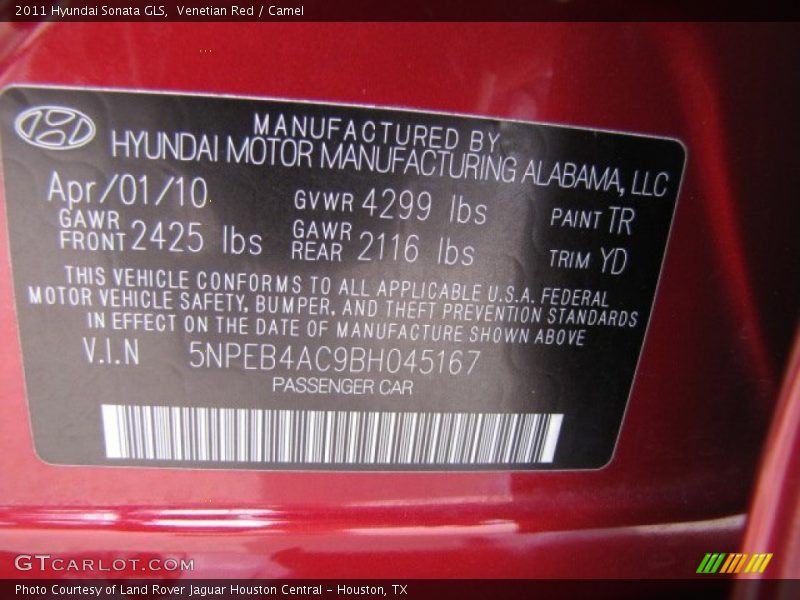 2011 Hyundai Sonata GLS,  Venetian Red / Camel
MANUFACTURED BY
HYUNDAI MOTOR MANUFACTURING ALABAMA, LLC
Apr/01/10 GVWR 4299 lbs PAINT TR
GAWR FRONT 2425 lbs GAWR REAR 2116 lbs TRIM YD
THIS VEHICLE CONFORMS TO ALL APPLICABLE U.S.A. FEDERAL
MOTOR VEHICLE SAFETY, BUMPER, AND THEFT PREVENTION STANDARDS
IN EFFECT ON THE DATE OF MANUFACTURE SHOWN ABOVE
V.I.N 5NPEB4AC9BH045167
PASSENGER CAR
GTCARLOT.COM
Photo Courtesy of Land Rover Jaguar Houston Central - Houston, TX